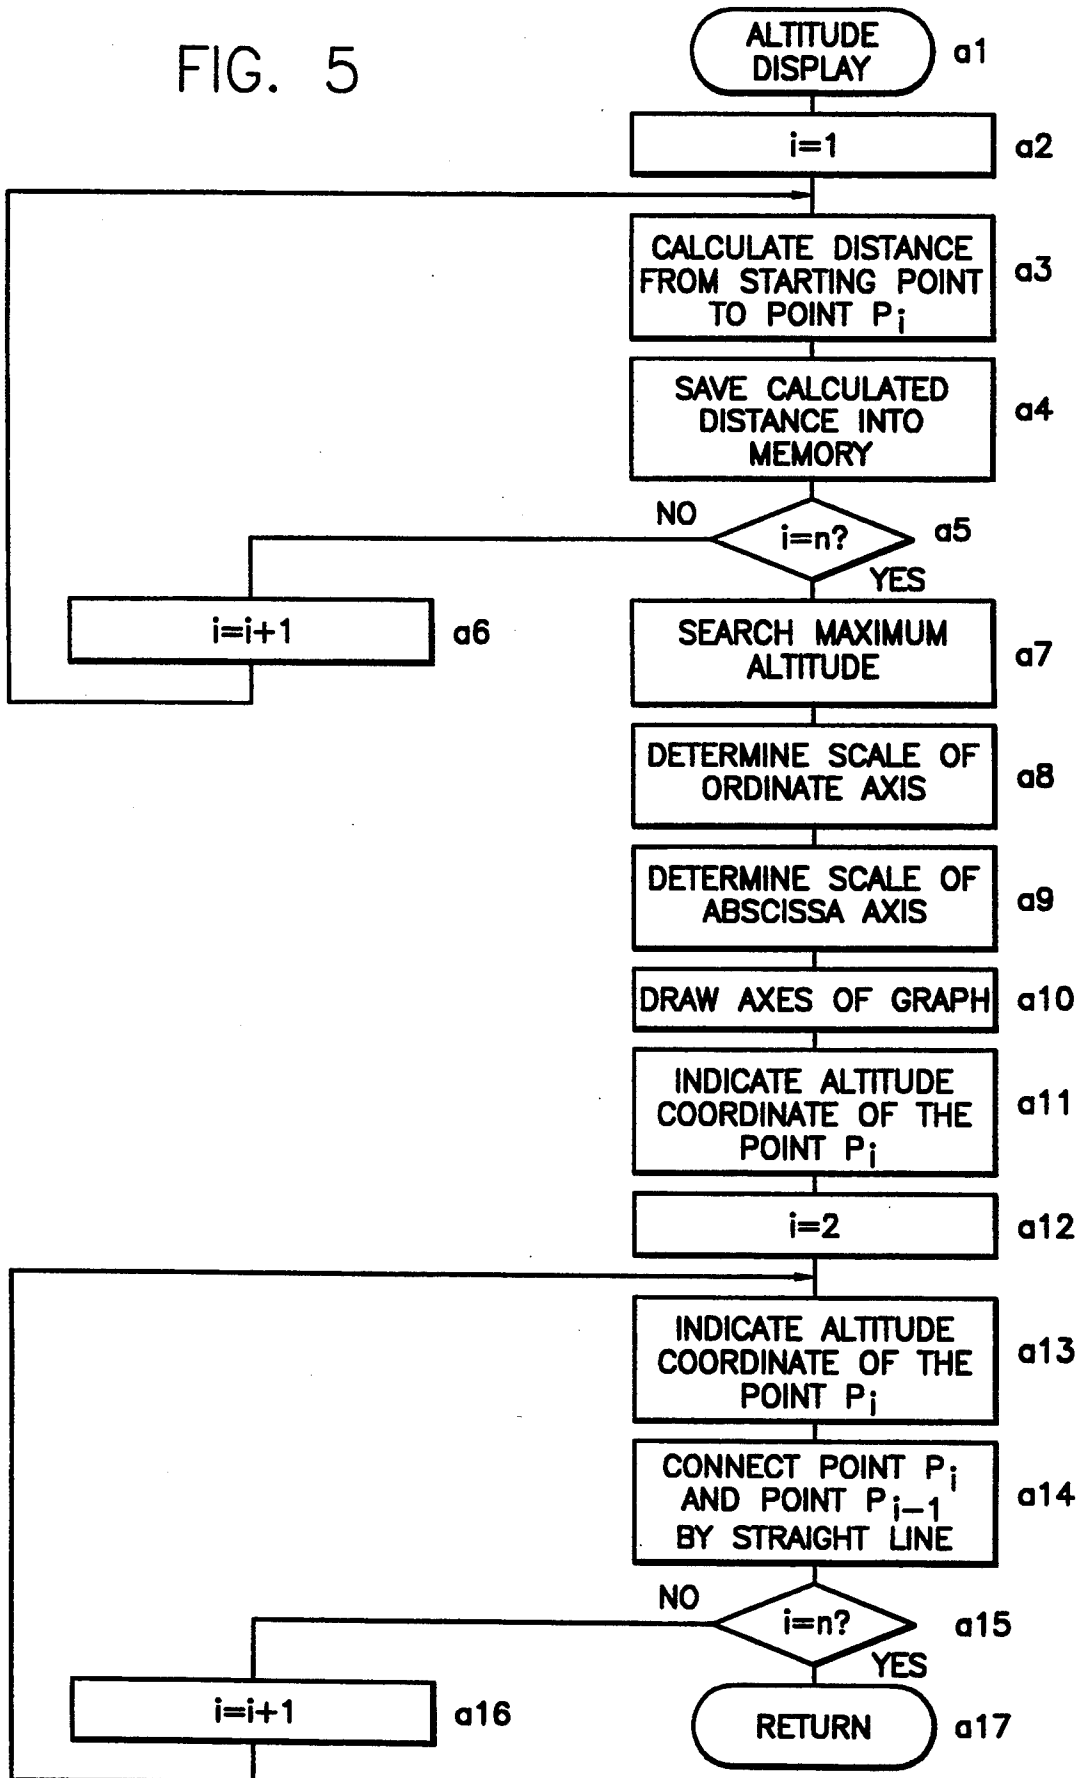 FIG. 5
ALTITUDE
DISPLAY
a1
i=1
a2
CALCULATE DISTANCE
FROM STARTING POINT
TO POINT Pi
a3
SAVE CALCULATED
DISTANCE INTO
MEMORY
a4
NO
i=n?
a5
YES
i=i+1
a6
SEARCH MAXIMUM
ALTITUDE
a7
DETERMINE SCALE OF
ORDINATE AXIS
a8
DETERMINE SCALE OF
ABSCISSA AXIS
a9
DRAW AXES OF GRAPH
a10
INDICATE ALTITUDE
COORDINATE OF THE
POINT Pi
a11
i=2
a12
INDICATE ALTITUDE
COORDINATE OF THE
POINT Pi
a13
CONNECT POINT Pi
AND POINT Pi-1
BY STRAIGHT LINE
a14
NO
i=n?
a15
YES
i=i+1
a16
RETURN
a17